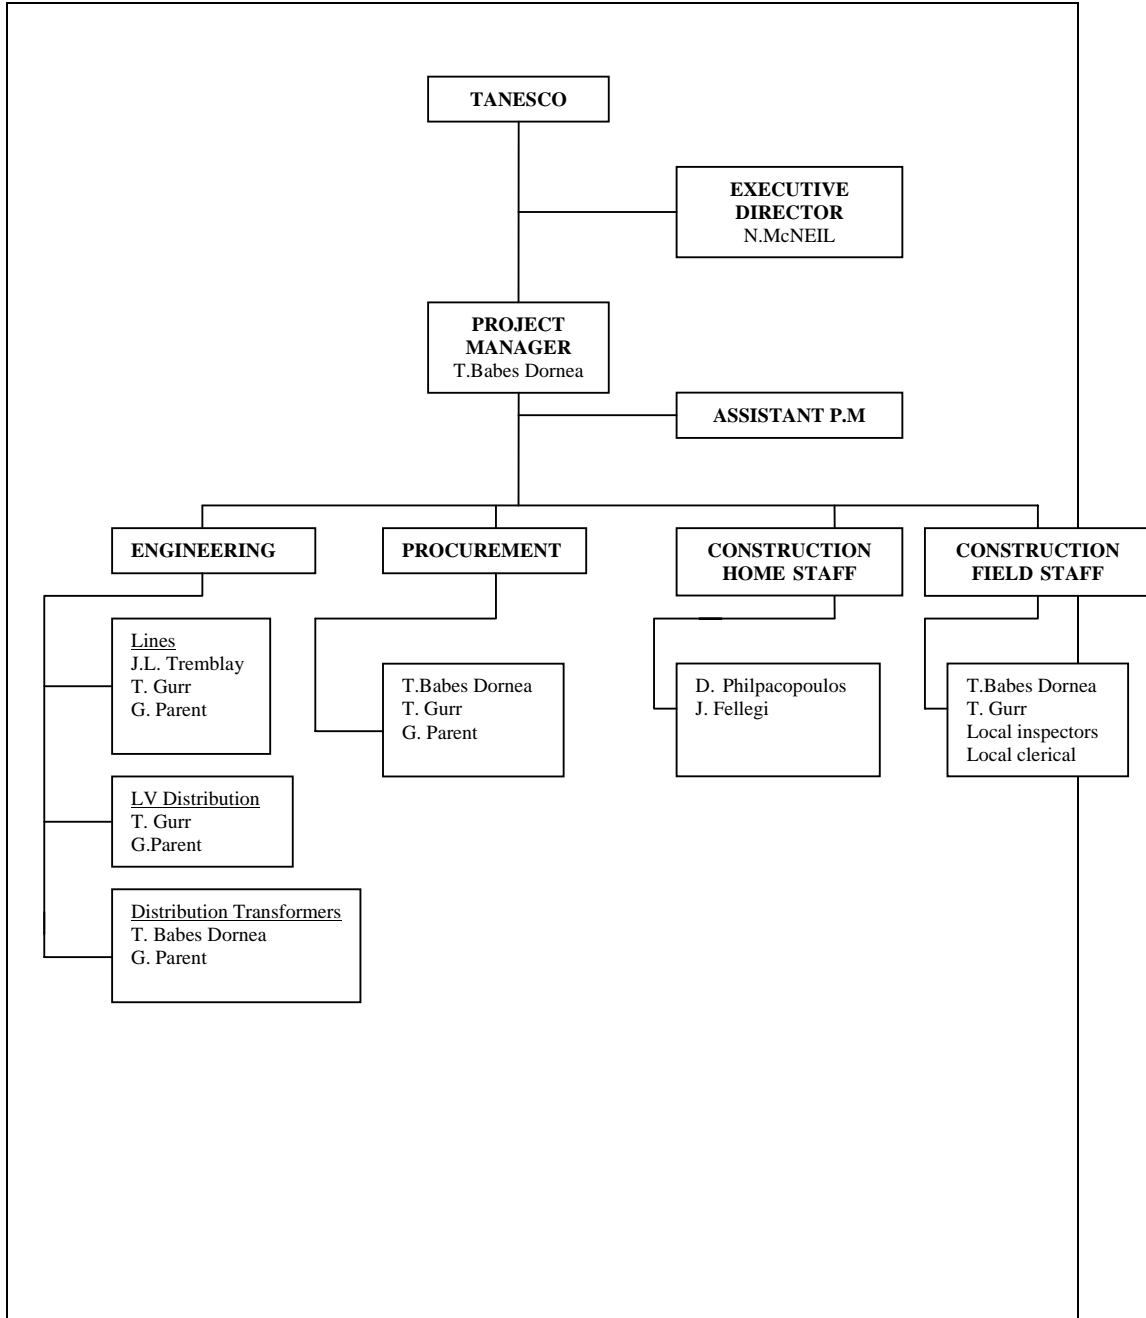 TANESCO
EXECUTIVE
DIRECTOR
N.McNEIL
PROJECT
MANAGER
T.Babes Dornea
ASSISTANT P.M
ENGINEERING
PROCUREMENT
CONSTRUCTION
HOME STAFF
CONSTRUCTION
FIELD STAFF
Lines
J.L. Tremblay
T. Gurr
G. Parent
T.Babes Dornea
T. Gurr
G. Parent
D. Philpacopoulos
J. Fellegi
T.Babes Dornea
T. Gurr
Local inspectors
Local clerical
LV Distribution
T. Gurr
G.Parent
Distribution Transformers
T. Babes Dornea
G. Parent